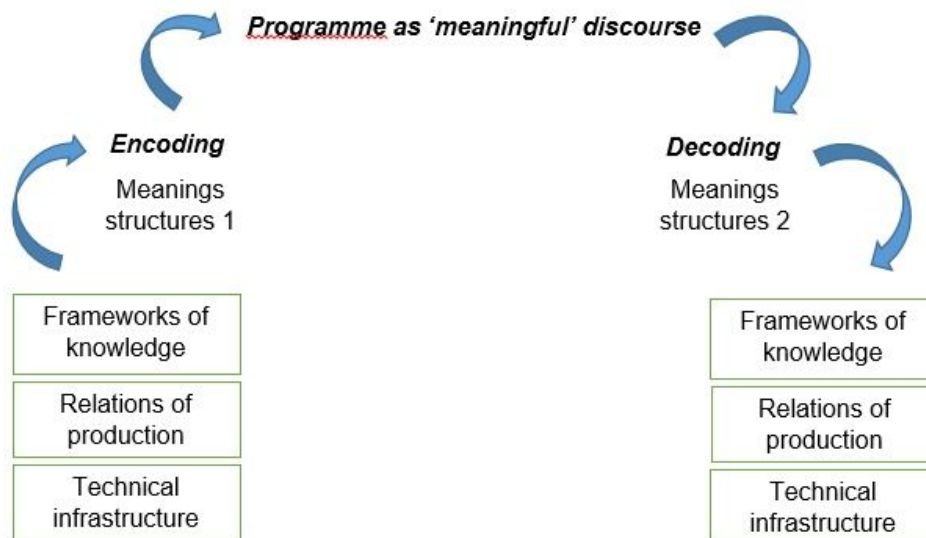 Programme as ‘meaningful’ discourse
Encoding
Meanings
structures 1
Decoding
Meanings
structures 2
Frameworks of
knowledge
Relations of
production
Technical
infrastructure
Frameworks of
knowledge
Relations of
production
Technical
infrastructure